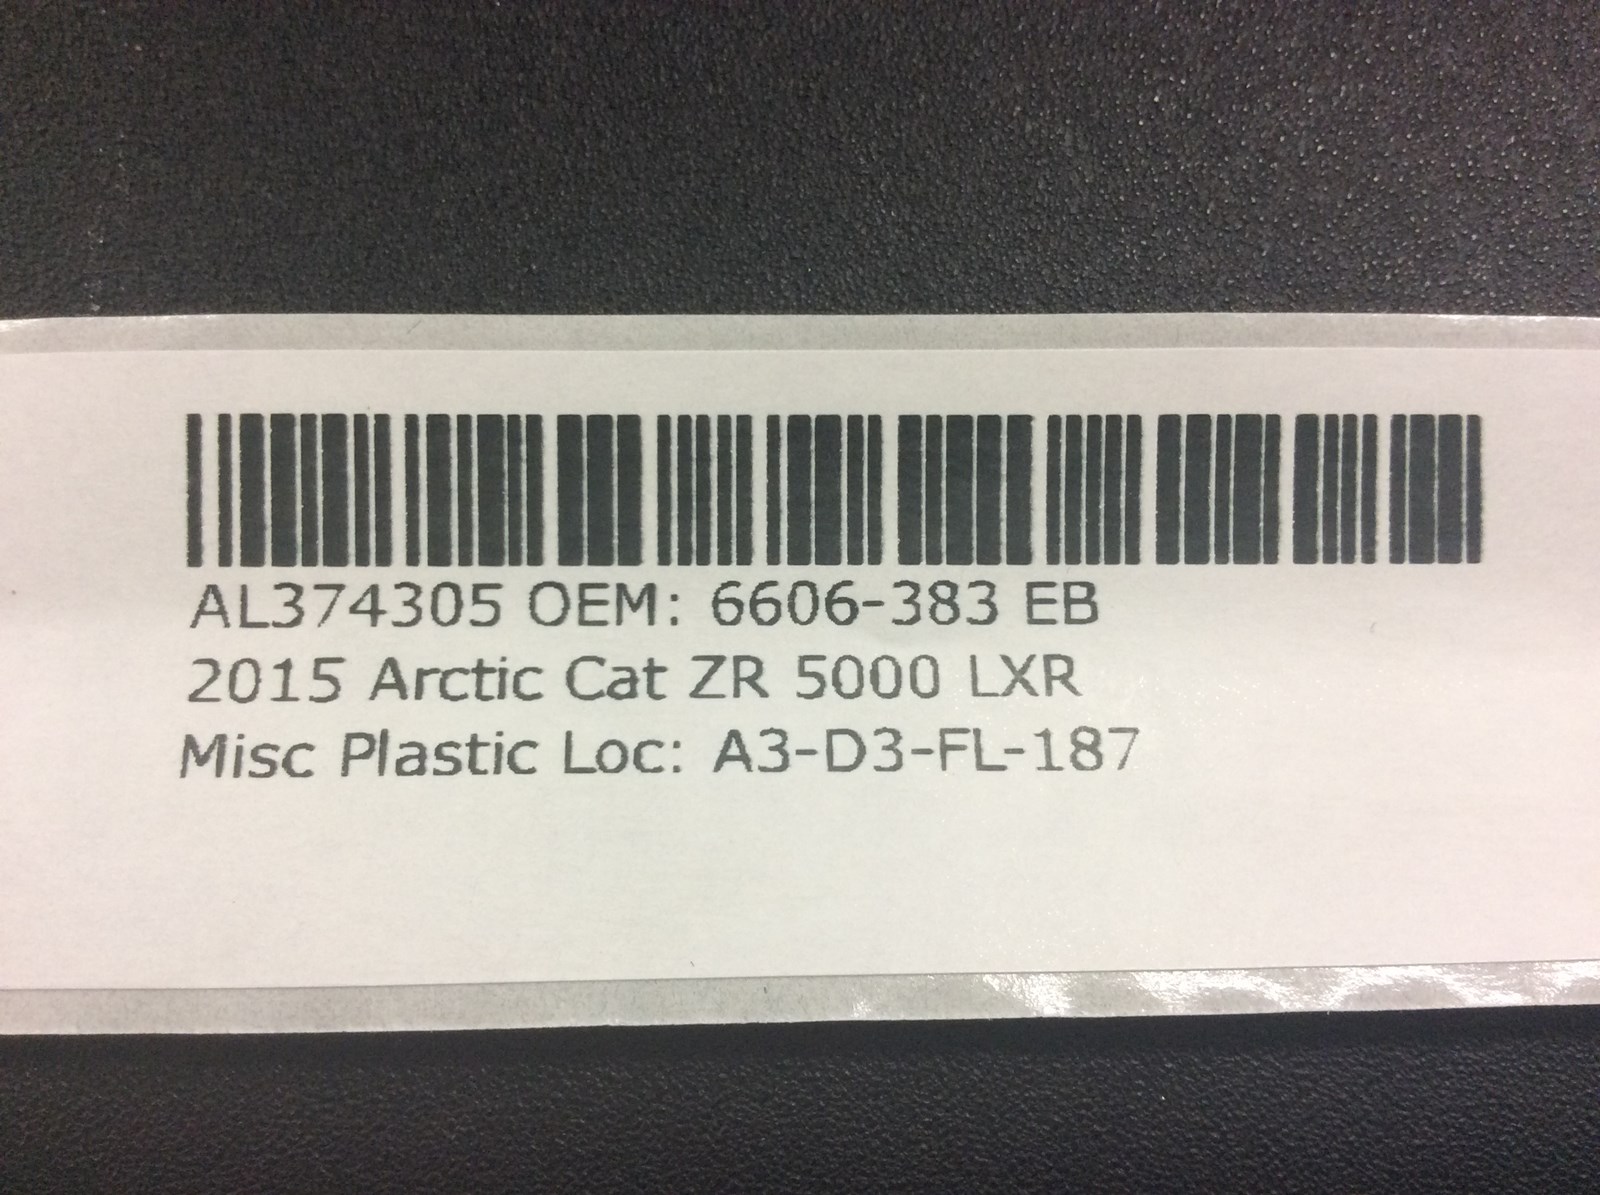 AL374305 OEM: 6606-383 EB
2015 Arctic Cat ZR 5000 LXR
Misc Plastic Loc: A3-D3-FL-187